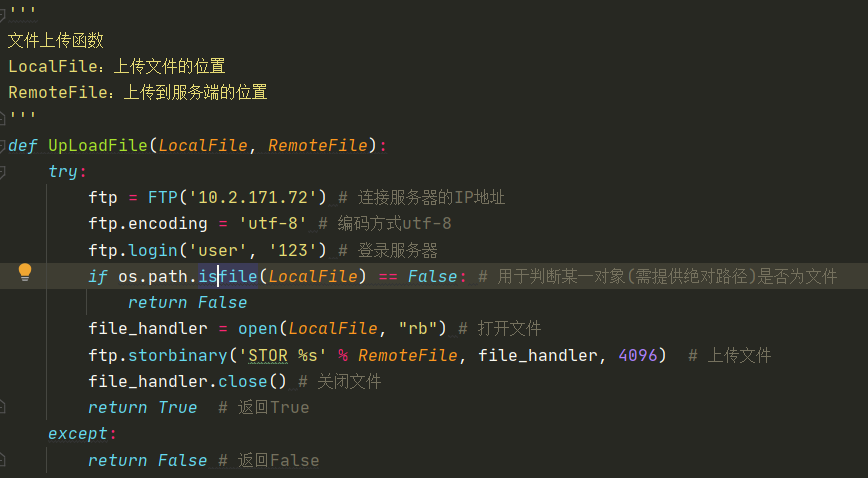 '''
文件上传函数
LocalFile：上传文件的位置
RemoteFile：上传到服务端的位置
'''
def UpLoadFile(LocalFile, RemoteFile):
    try:
        ftp = FTP('10.2.171.72') # 连接服务器的IP地址
        ftp.encoding = 'utf-8' # 编码方式utf-8
        ftp.login('user', '123') # 登录服务器
        if os.path.isfile(LocalFile) == False: # 用于判断某一对象(需提供绝对路径)是否为文件
            return False
        file_handler = open(LocalFile, "rb") # 打开文件
        ftp.storbinary('STOR %s' % RemoteFile, file_handler, 4096)  # 上传文件
        file_handler.close() # 关闭文件
        return True  # 返回True
    except:
        return False # 返回False